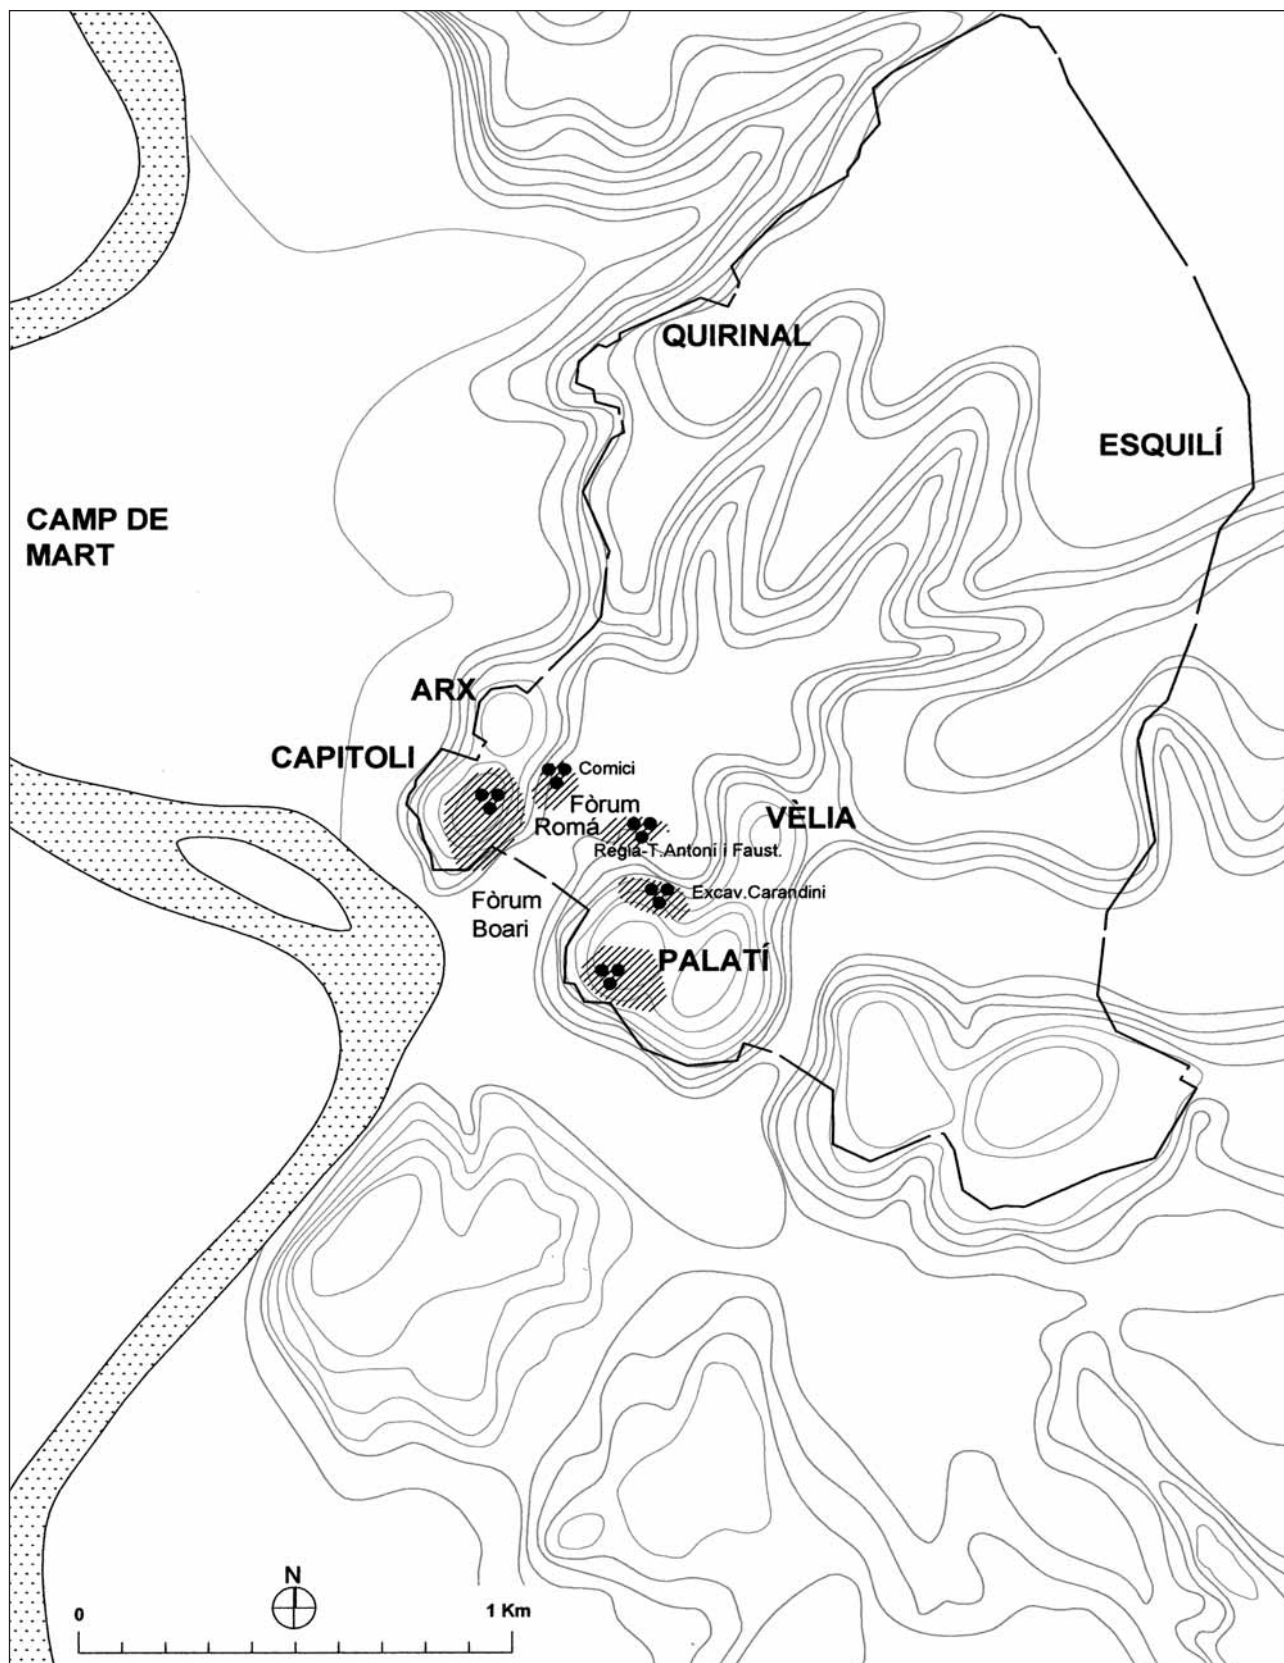 QUIRINAL
ESQUILÍ
CAMP DE
MART
ARX
CAPITOLI
Comici
Fòrum
Romá
VÈLIA
Regia-T.Antoni i Faust.
Excav.Carandini
Fòrum
Boari
PALATÍ
N
0
1 Km